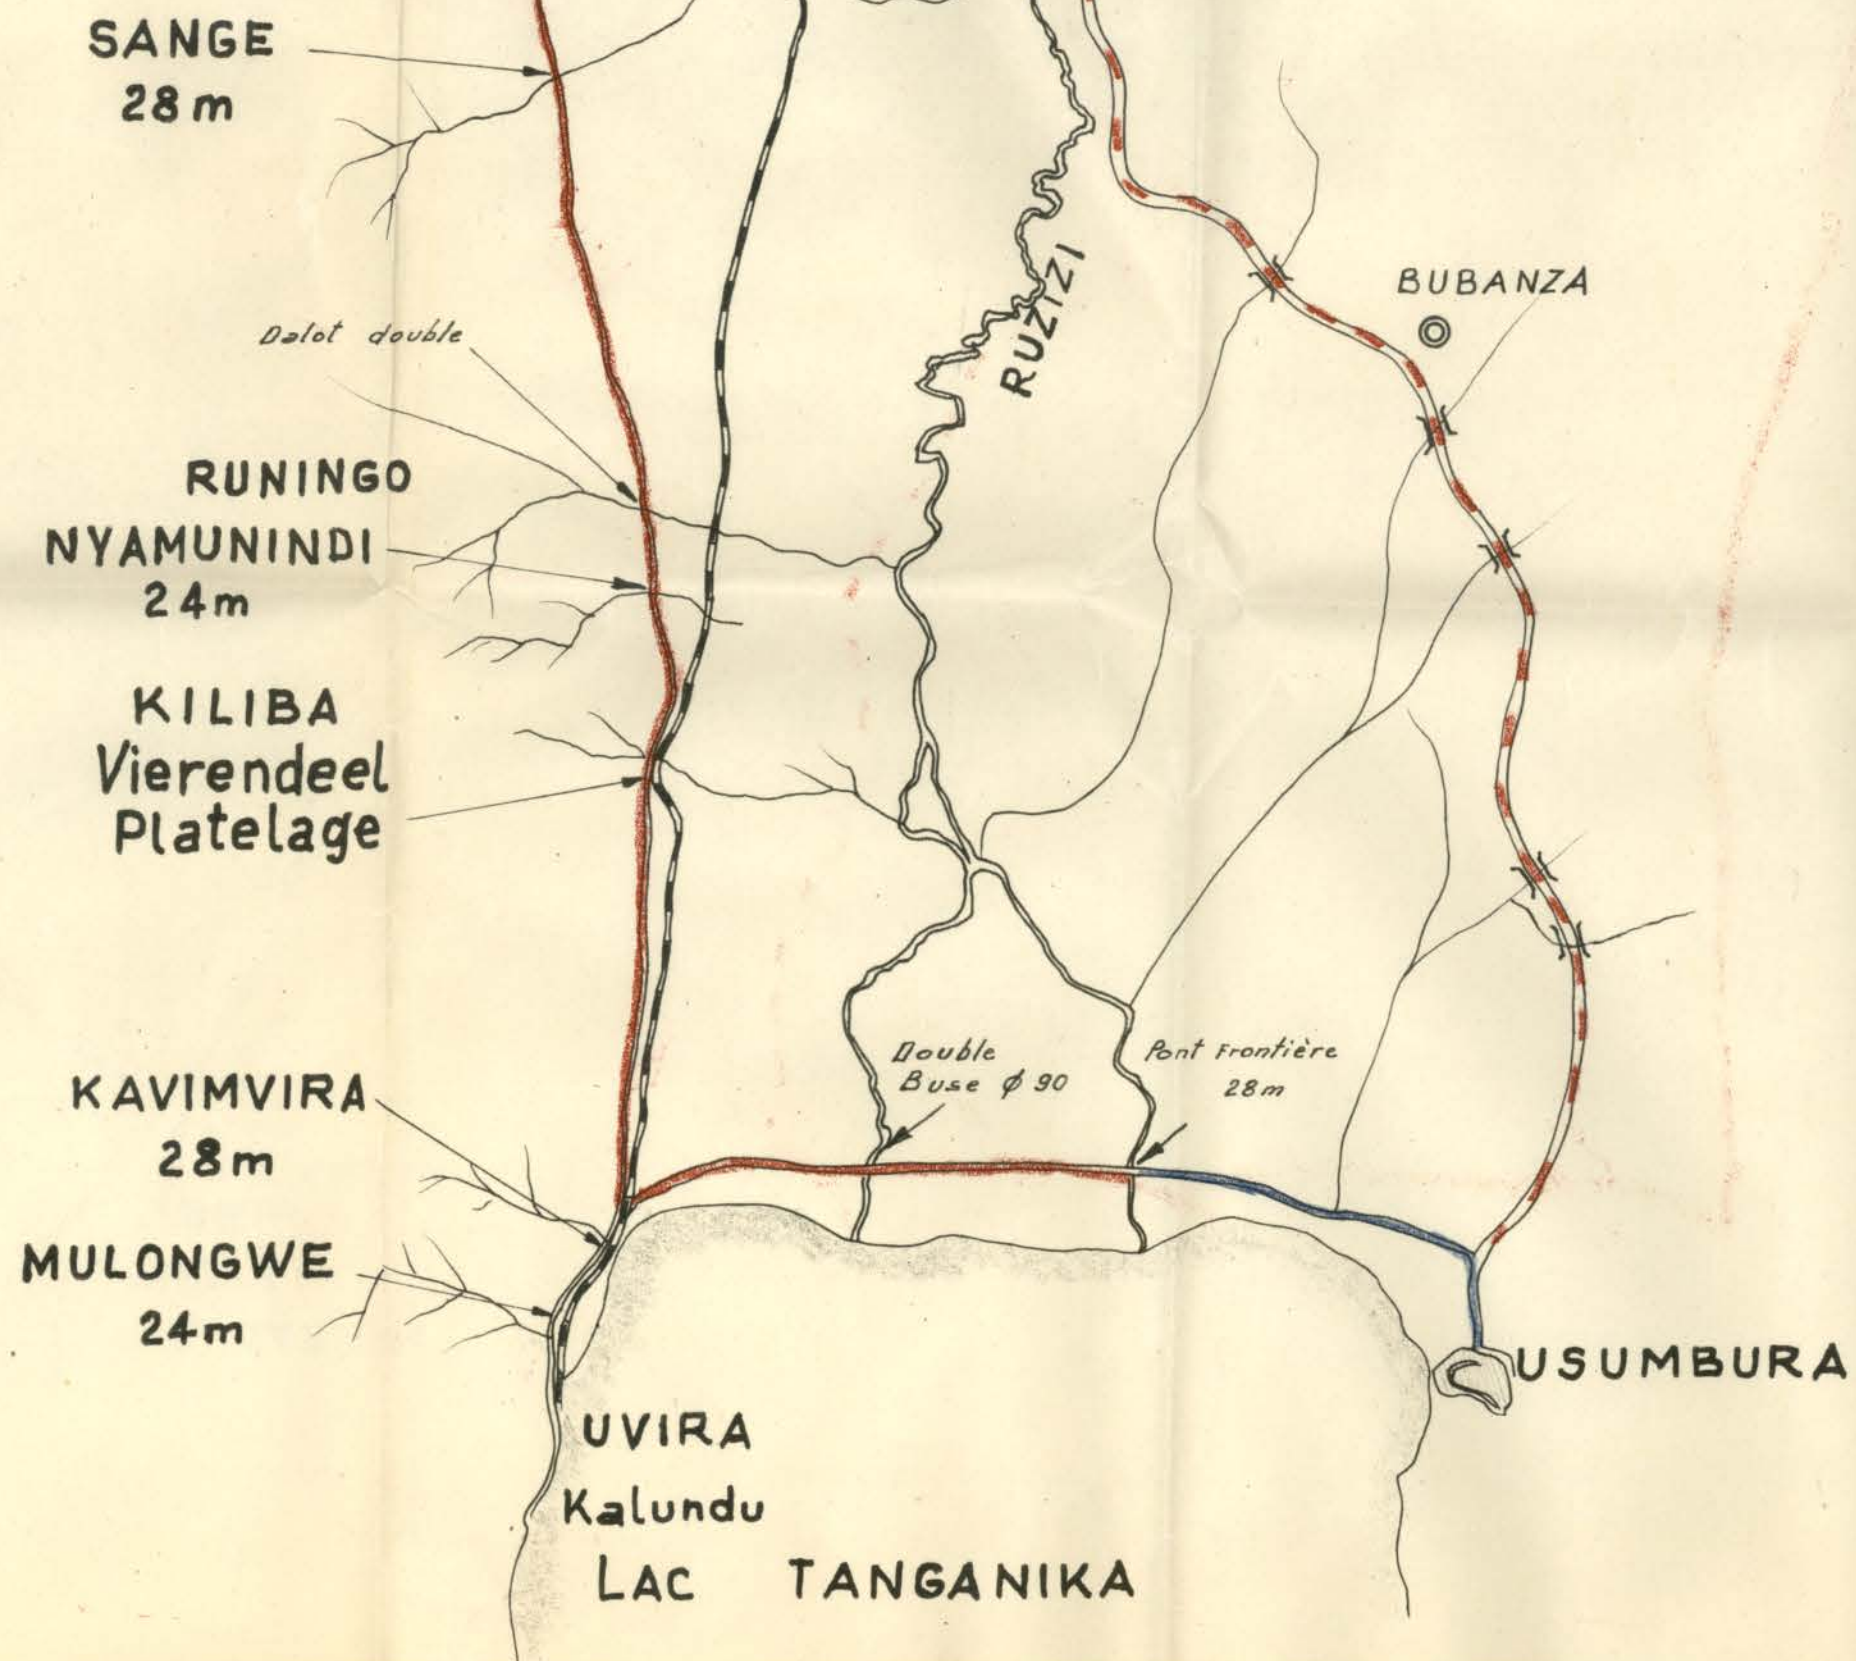 SANGE
28m
BUBANZA
RUZIZI
Dalot double
RUNINGO
NYAMUNINDI
24m
KILIBA
Vierendeel
Platelage
Double
Buse ϕ 90
Pont Frontière
28m
KAVIMVIRA
28m
MULONGWE
24m
USUMBURA
UVIRA
Kalundu
LAC TANGANIKA